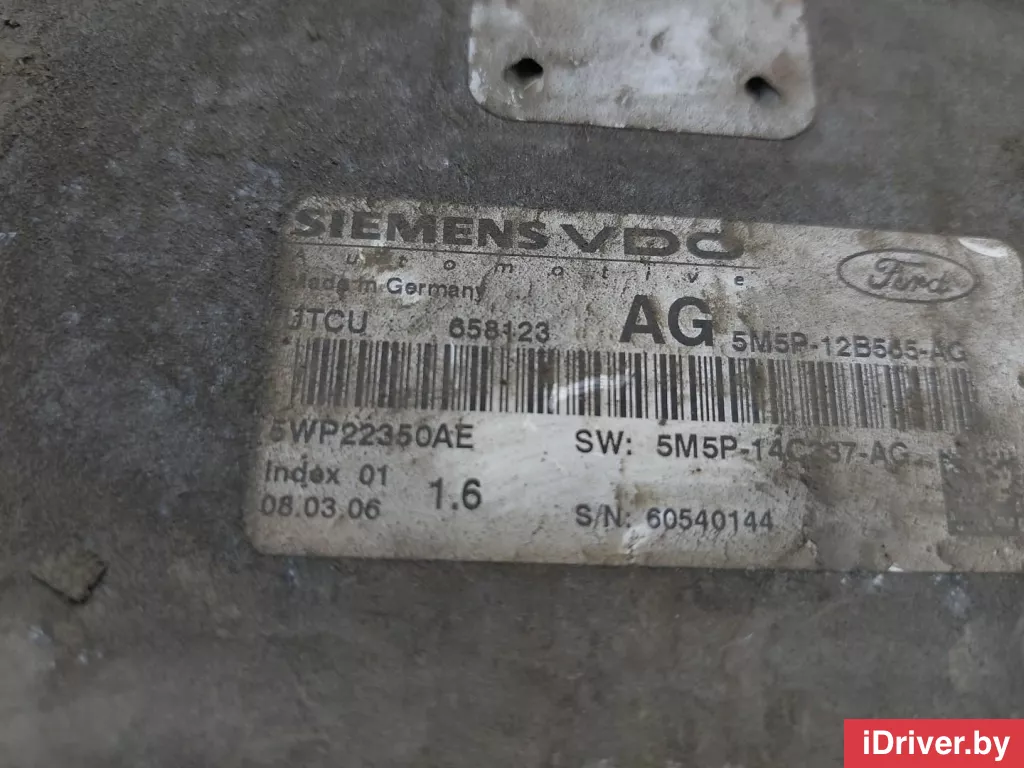 SIEMENS VDO
Automotive
Made in Germany
Ford
658123
AG
5M5P-12B565-AG
5WP22350AE
SW: 5M5P-14C337-AG
Index 01
08.03.06
1.6
S/N: 60540144
iDriver.by